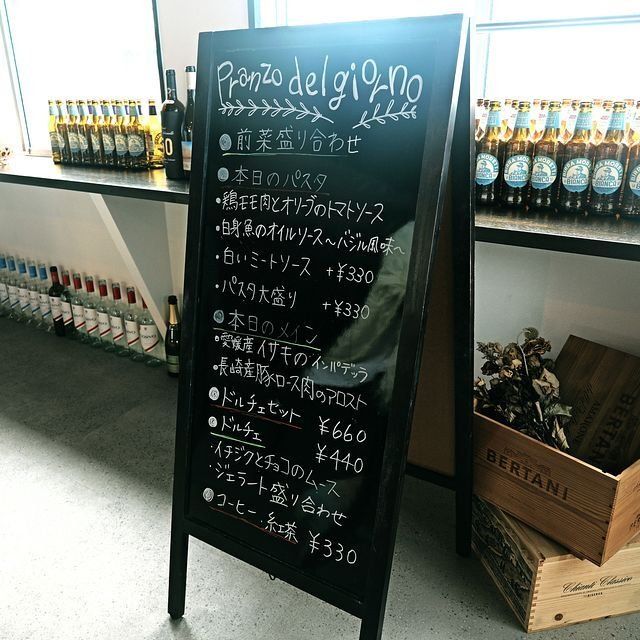 Pranzo del giorno
前菜盛り合わせ
本日のパスタ
・鶏モモ肉とオリーブのトマトソース
・自身魚のオイルソース〜バジル風味〜
・白いミートソース +¥330
・パスタ大盛り +¥330
本日のメイン
・愛媛産イサキのインパデッラ
・長崎産豚ロース肉のアロスト
ドルチェセット ¥660
ドルチェ ¥440
・イチジクとチョコのムース
・ジェラート盛り合わせ
コーヒー・紅茶 ¥330
BERTANI
BERTANI
Chianti Classico